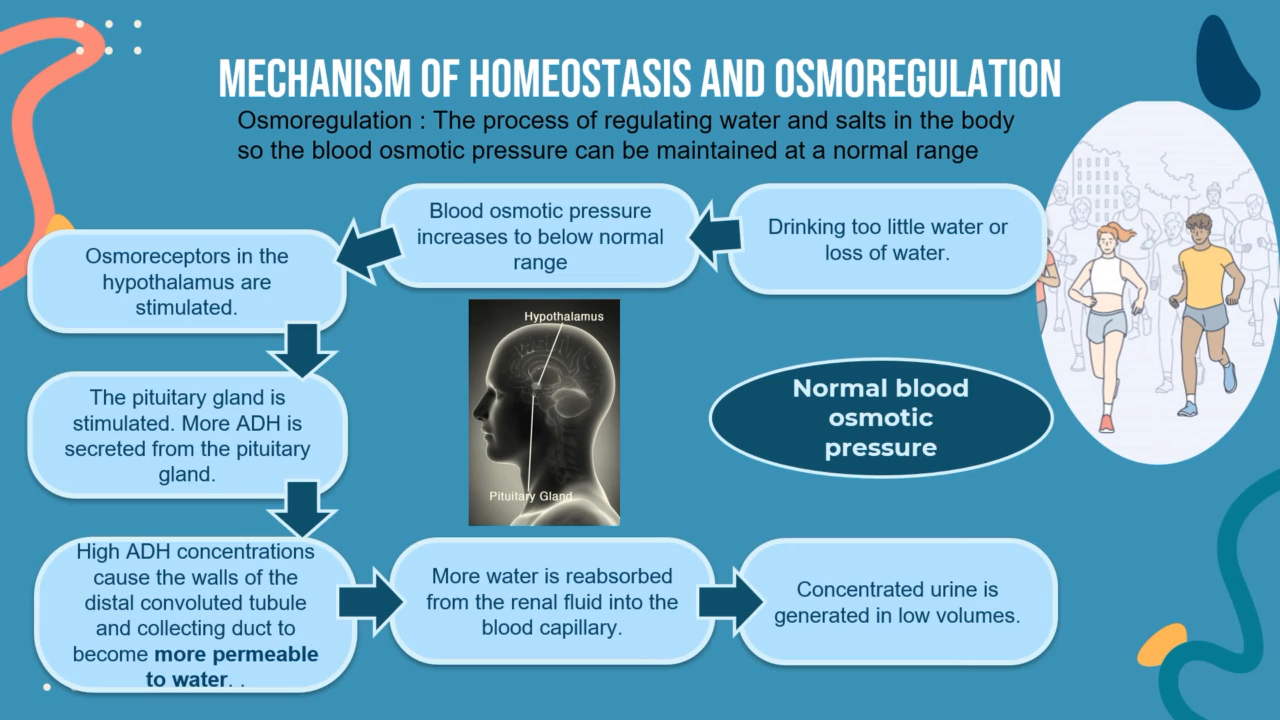 MECHANISM OF HOMEOSTASIS AND OSMOREGULATION
Osmoregulation : The process of regulating water and salts in the body
so the blood osmotic pressure can be maintained at a normal range
Drinking too little water or
loss of water.
Blood osmotic pressure
increases to below normal
range
Osmoreceptors in the
hypothalamus are
stimulated.
The pituitary gland is
stimulated. More ADH is
secreted from the pituitary
gland.
High ADH concentrations
cause the walls of the
distal convoluted tubule
and collecting duct to
become more permeable
to water. .
More water is reabsorbed
from the renal fluid into the
blood capillary.
Concentrated urine is
generated in low volumes.
Normal blood
osmotic
pressure
Hypothalamus
Pituitary Gland